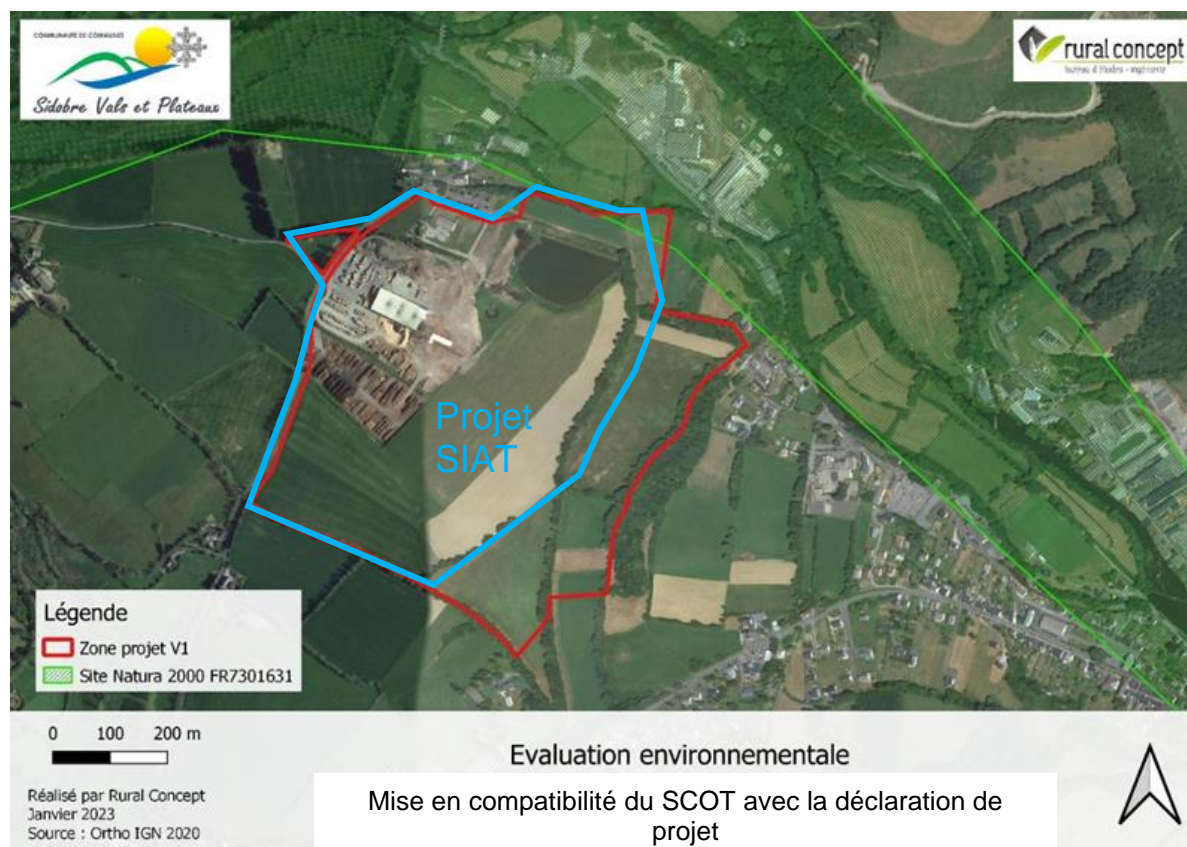 COMMUNAUTÉ DE COMMUNES
Sidobre Vals et Plateaux
rural concept
bureau d'études - ingénierie
Projet
SIAT
Légende
Zone projet V1
Site Natura 2000 FR7301631
0 100 200 m
Evaluation environnementale
Mise en compatibilité du SCOT avec la déclaration de
projet
Réalisé par Rural Concept
Janvier 2023
Source : Ortho IGN 2020